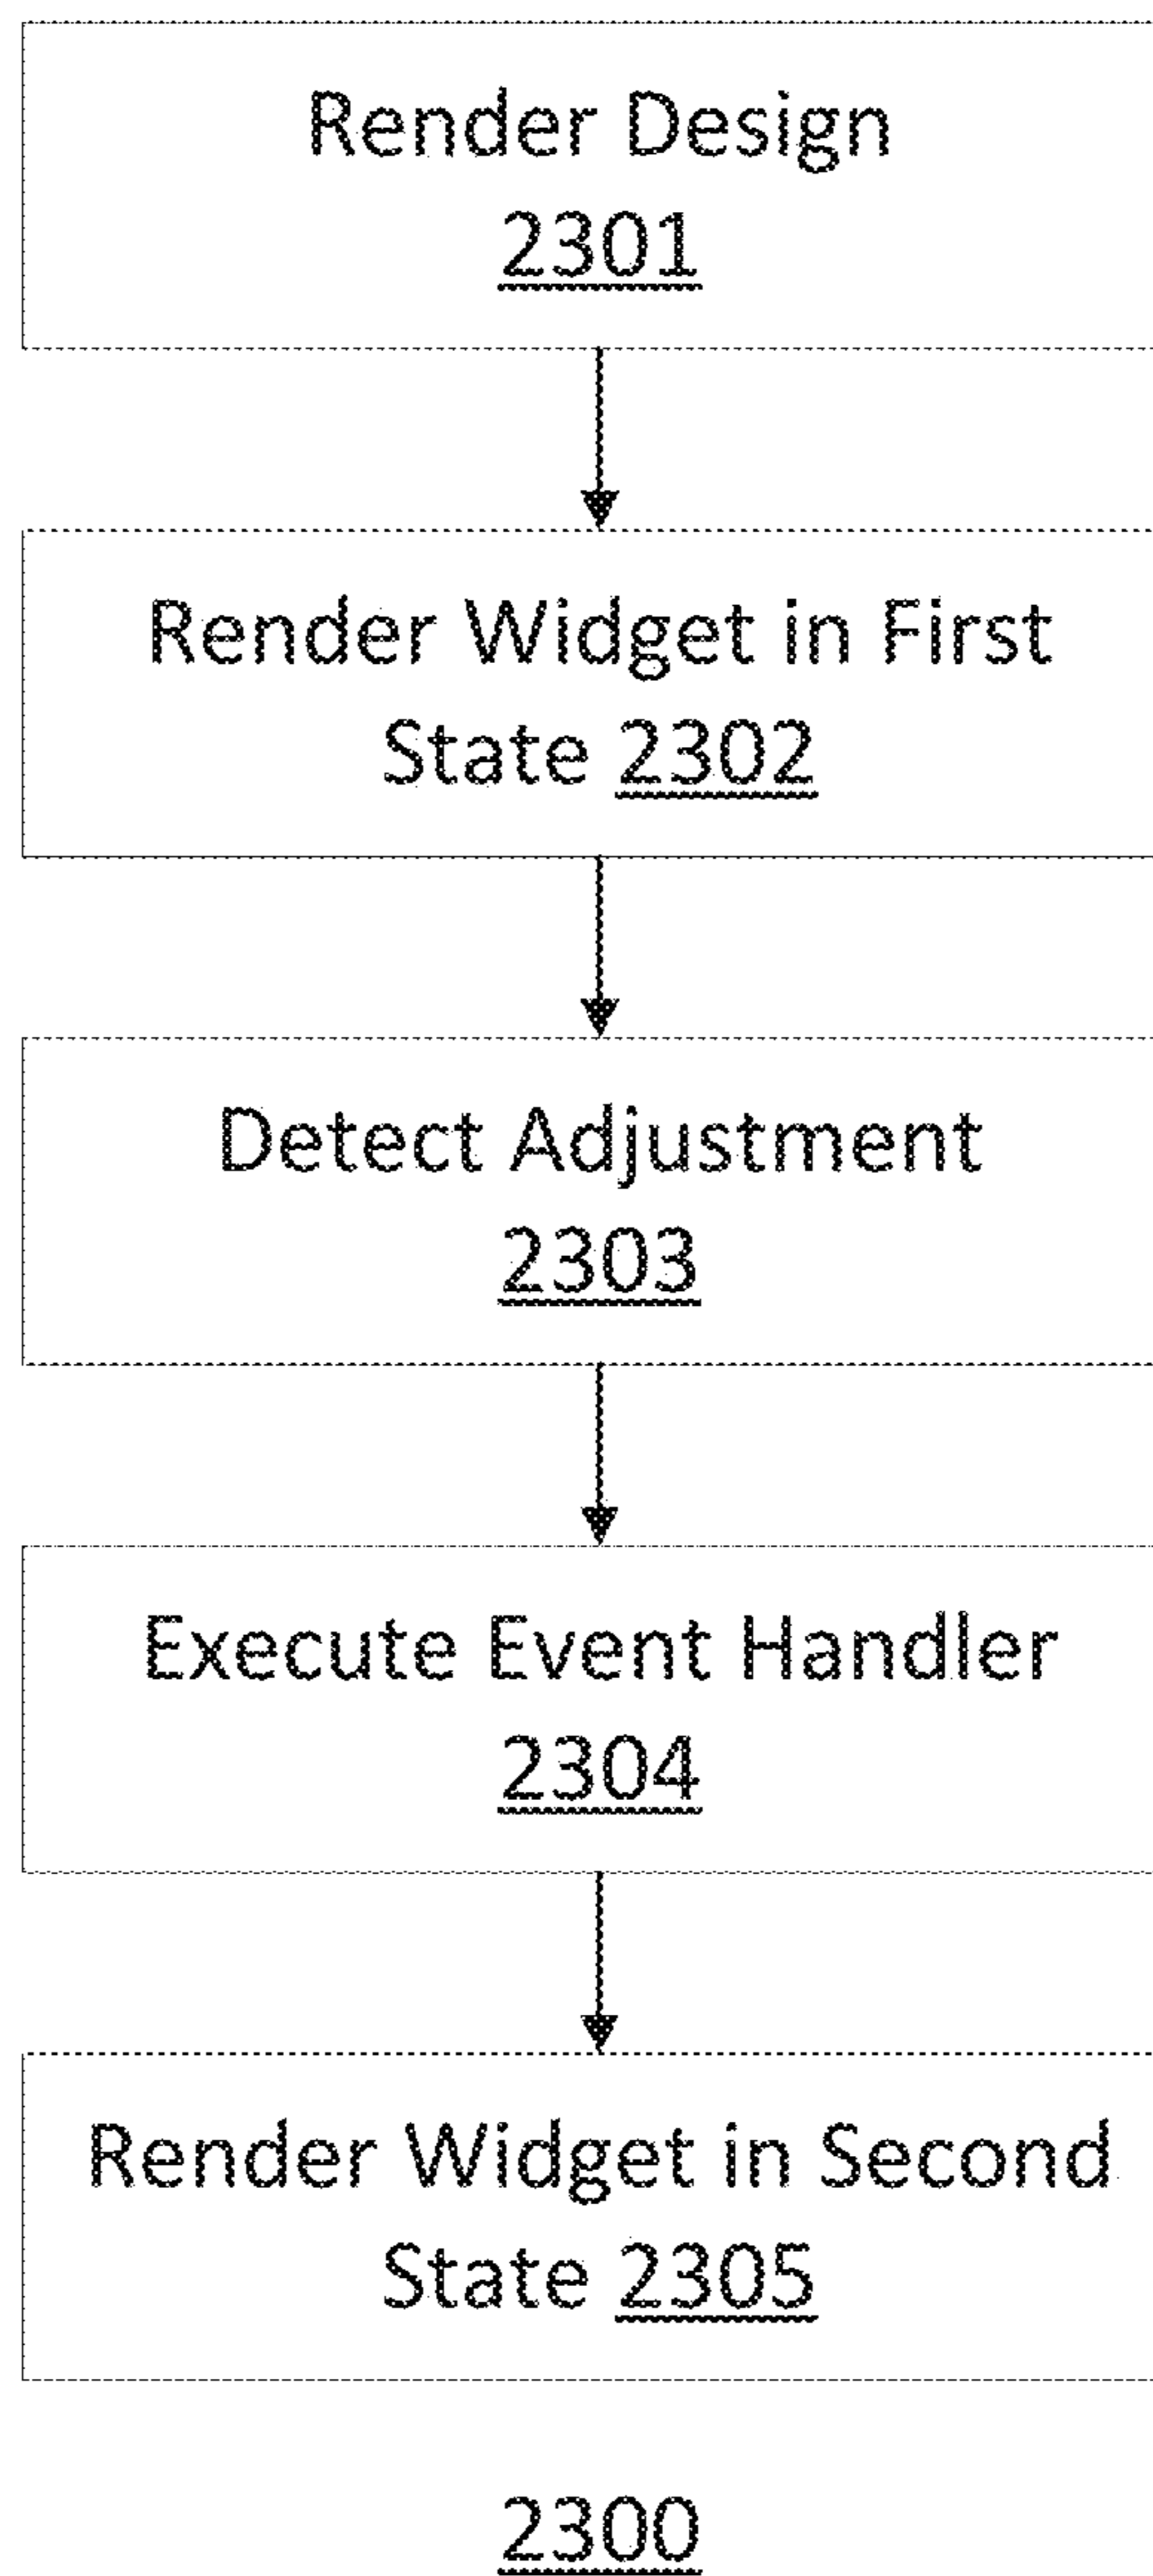 Render Design
2301
Render Widget in First
State 2302
Detect Adjustment
2303
Execute Event Handler
2304
Render Widget in Second
State 2305
2300